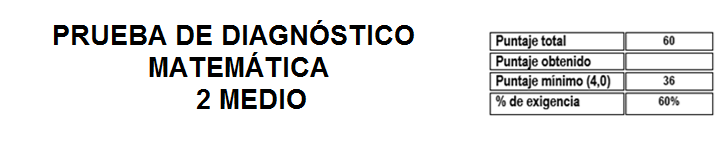 PRUEBA DE DIAGNÓSTICO
MATEMÁTICA
2 MEDIO
Puntaje total 60
Puntaje obtenido
Puntaje mínimo (4,0) 36
% de exigencia 60%